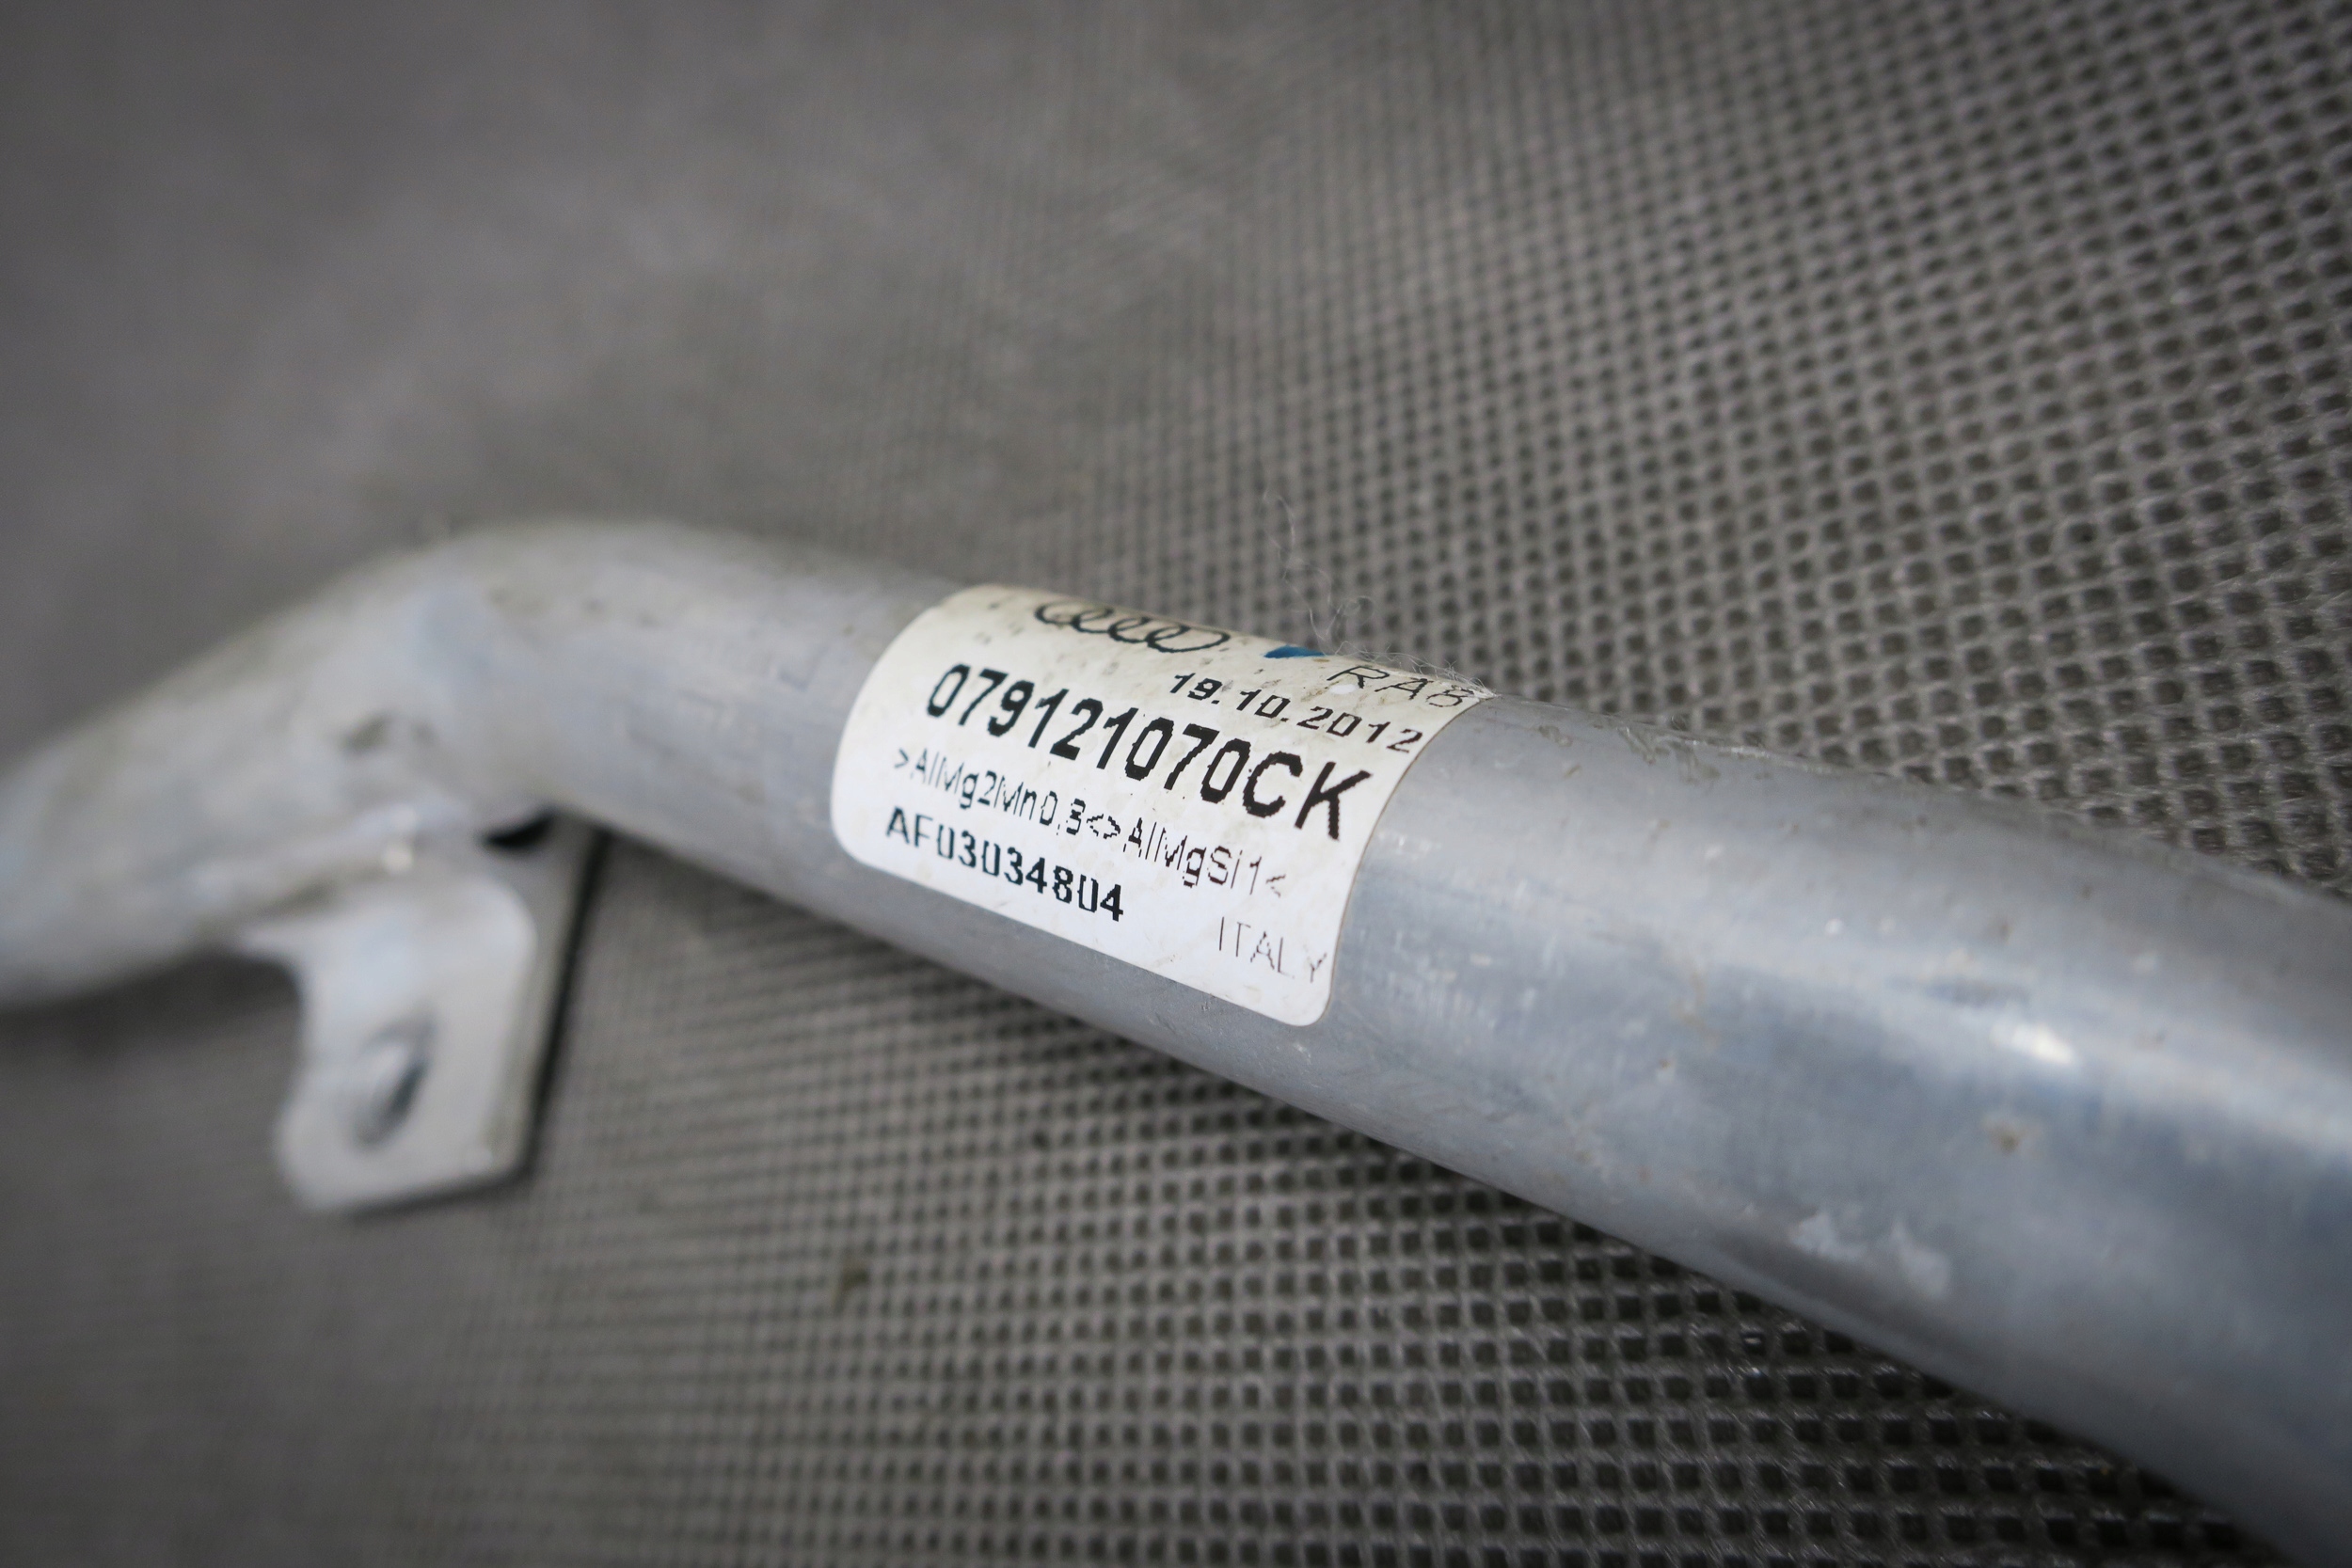 RA8
19.10.2012
079121070CK
>AlMg2Mn0,8<>AlMgSi1<
AF03034804
ITALY